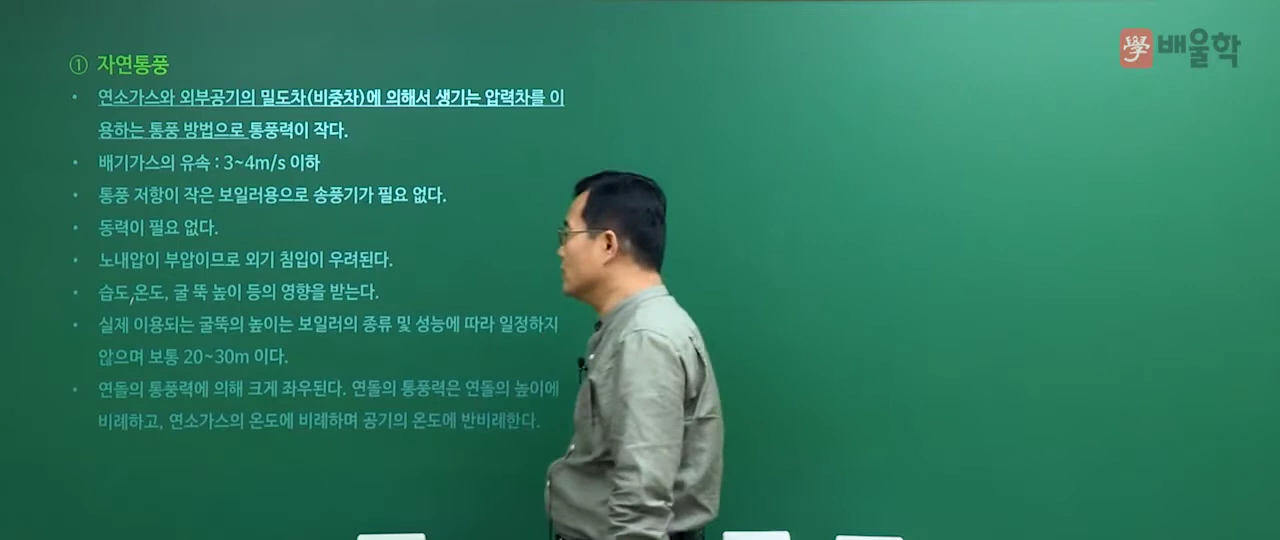 學 배울학
① 자연통풍
• 연소가스와 외부공기의 밀도차(비중차)에 의해서 생기는 압력차를 이
용하는 통풍 방법으로 통풍력이 작다.
• 배기가스의 유속 : 3~4m/s 이하
• 통풍 저항이 작은 보일러용으로 송풍기가 필요 없다.
• 동력이 필요 없다.
• 노내압이 부압이므로 외기 침입이 우려된다.
• 습도,온도, 굴 뚝 높이 등의 영향을 받는다.
• 실제 이용되는 굴뚝의 높이는 보일러의 종류 및 성능에 따라 일정하지
않으며 보통 20~30m 이다.
• 연돌의 통풍력에 의해 크게 좌우된다. 연돌의 통풍력은 연돌의 높이에
비례하고, 연소가스의 온도에 비례하며 공기의 온도에 반비례한다.